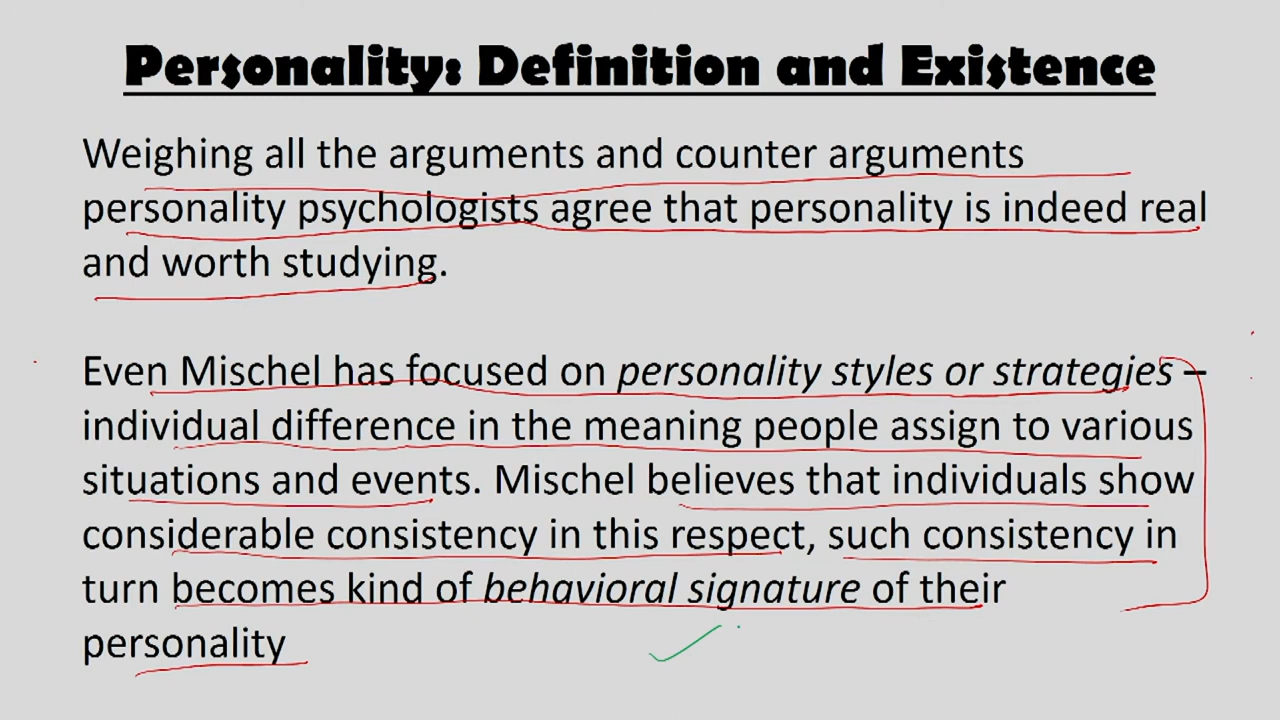 Personality: Definition and Existence
Weighing all the arguments and counter arguments
personality psychologists agree that personality is indeed real
and worth studying.
Even Mischel has focused on personality styles or strategies –
individual difference in the meaning people assign to various
situations and events. Mischel believes that individuals show
considerable consistency in this respect, such consistency in
turn becomes kind of behavioral signature of their
personality